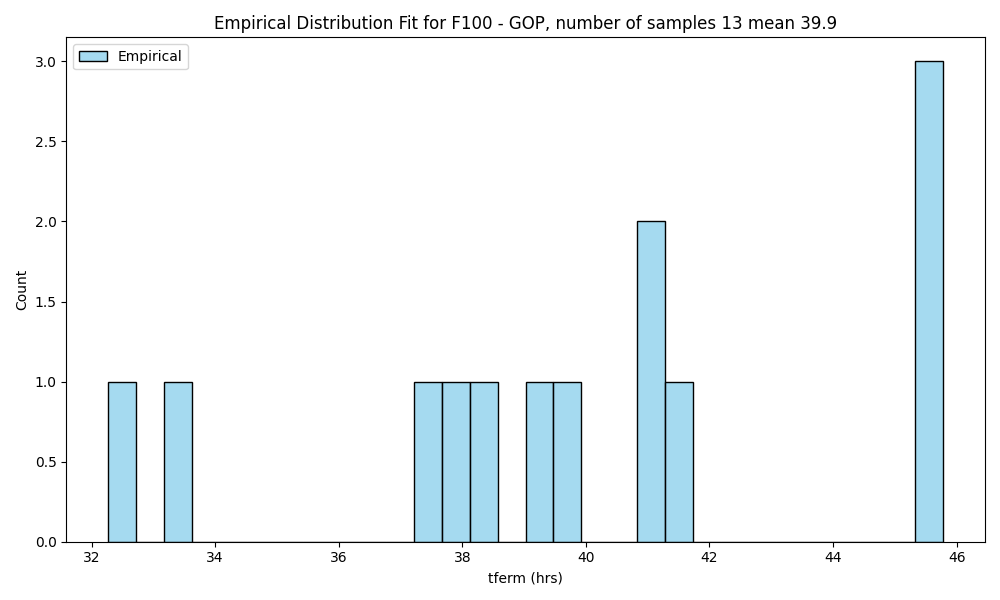 Empirical Distribution Fit for F100 - GOP, number of samples 13 mean 39.9
Empirical
3.0
2.5
2.0
1.5
1.0
0.5
0.0
Count
32 34 36 38 40 42 44 46
tferm (hrs)